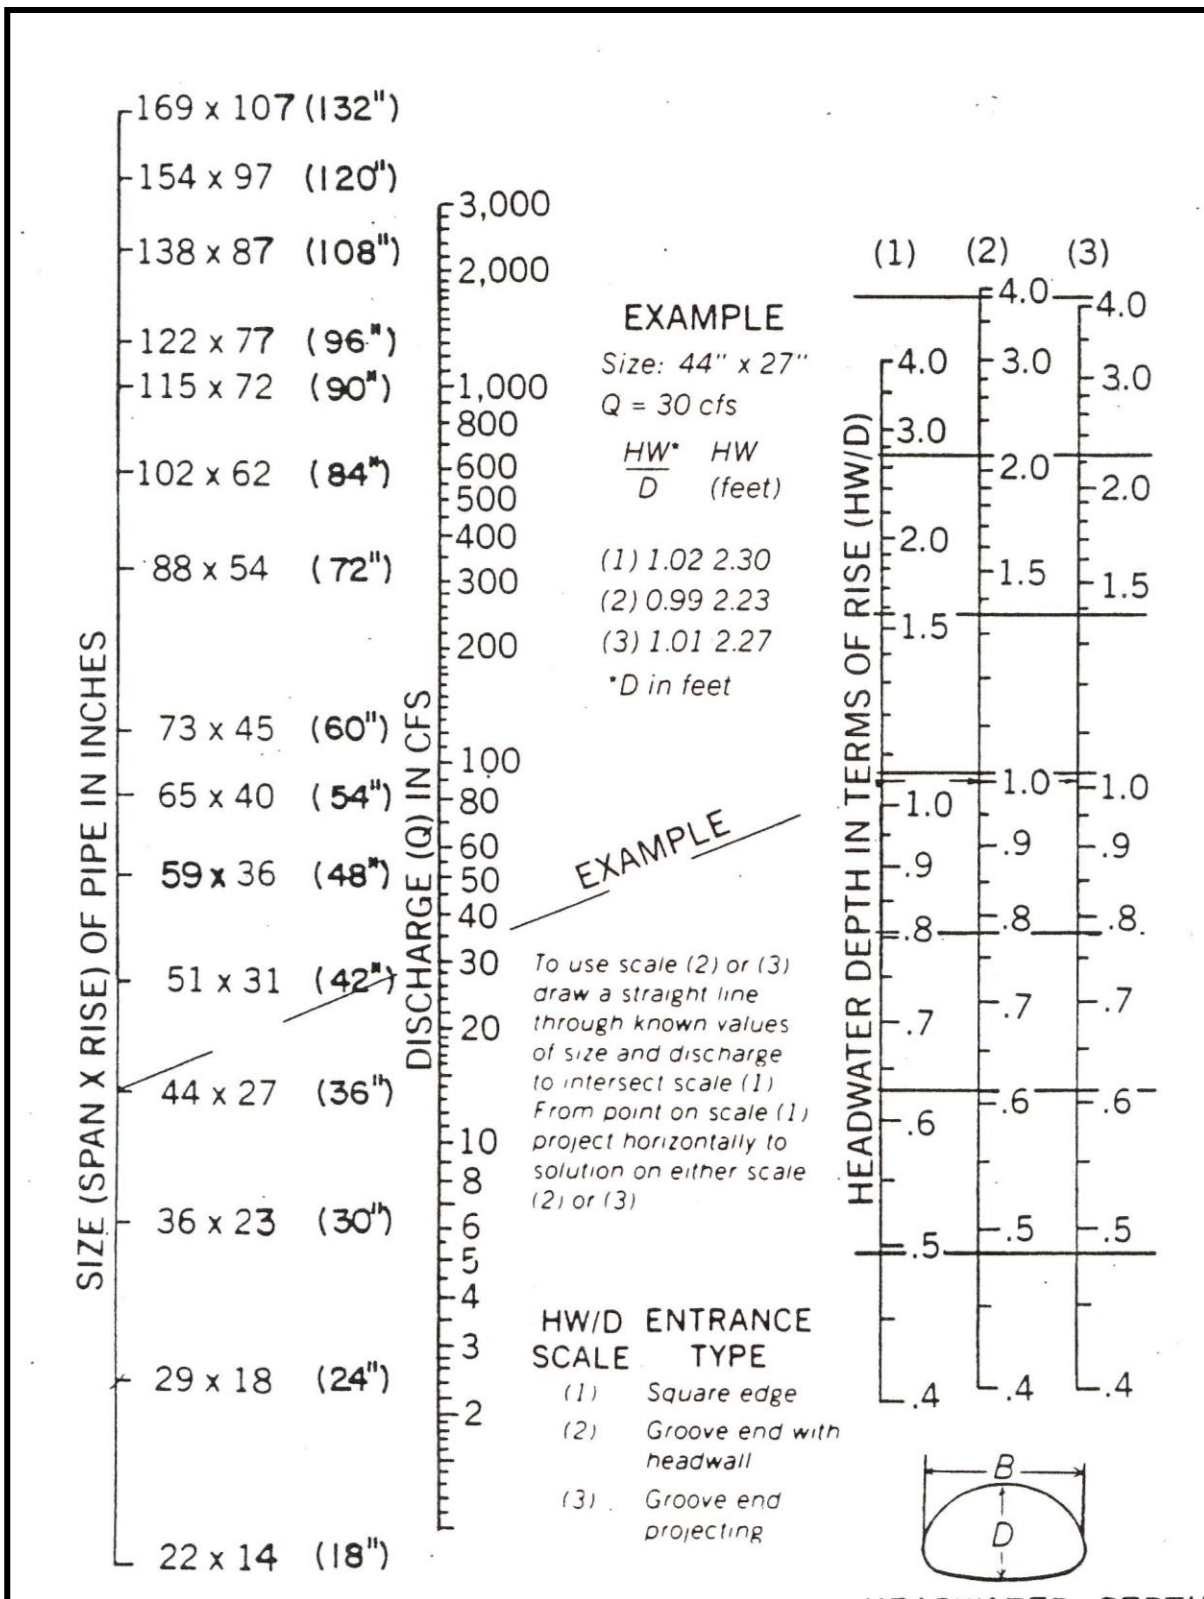 SIZE (SPAN X RISE) OF PIPE IN INCHES
169 x 107 (132")
154 x 97 (120")
138 x 87 (108")
122 x 77 (96")
115 x 72 (90")
102 x 62 (84")
88 x 54 (72")
73 x 45 (60")
65 x 40 (54")
59 x 36 (48")
51 x 31 (42")
44 x 27 (36")
36 x 23 (30")
29 x 18 (24")
22 x 14 (18")
DISCHARGE (Q) IN CFS
3,000
2,000
1,000
800
600
500
400
300
200
100
80
60
50
40
30
20
10
8
6
5
4
3
2
EXAMPLE
Size: 44" x 27"
Q = 30 cfs
HW* HW
D (feet)
(1) 1.02 2.30
(2) 0.99 2.23
(3) 1.01 2.27
*D in feet
EXAMPLE
To use scale (2) or (3)
draw a straight line
through known values
of size and discharge
to intersect scale (1)
From point on scale (1)
project horizontally to
solution on either scale
(2) or (3)
HW/D ENTRANCE
SCALE TYPE
(1) Square edge
(2) Groove end with
headwall
(3) Groove end
projecting
HEADWATER DEPTH IN TERMS OF RISE (HW/D)
(1)
4.0
3.0
2.0
1.5
1.0
.9
.8
.7
.6
.5
.4
(2)
4.0
3.0
2.0
1.5
1.0
.9
.8
.7
.6
.5
.4
(3)
4.0
3.0
2.0
1.5
1.0
.9
.8
.7
.6
.5
.4
B
D